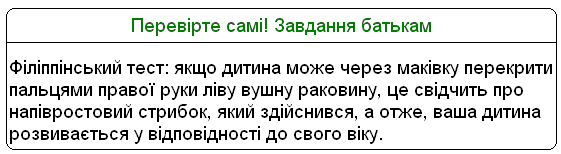 Перевірте самі! Завдання батькам
Філіппінський тест: якщо дитина може через маківку перекрити
пальцями правої руки ліву вушну раковину, це свідчить про
напівростовий стрибок, який здійснився, а отже, ваша дитина
розвивається у відповідності до свого віку.